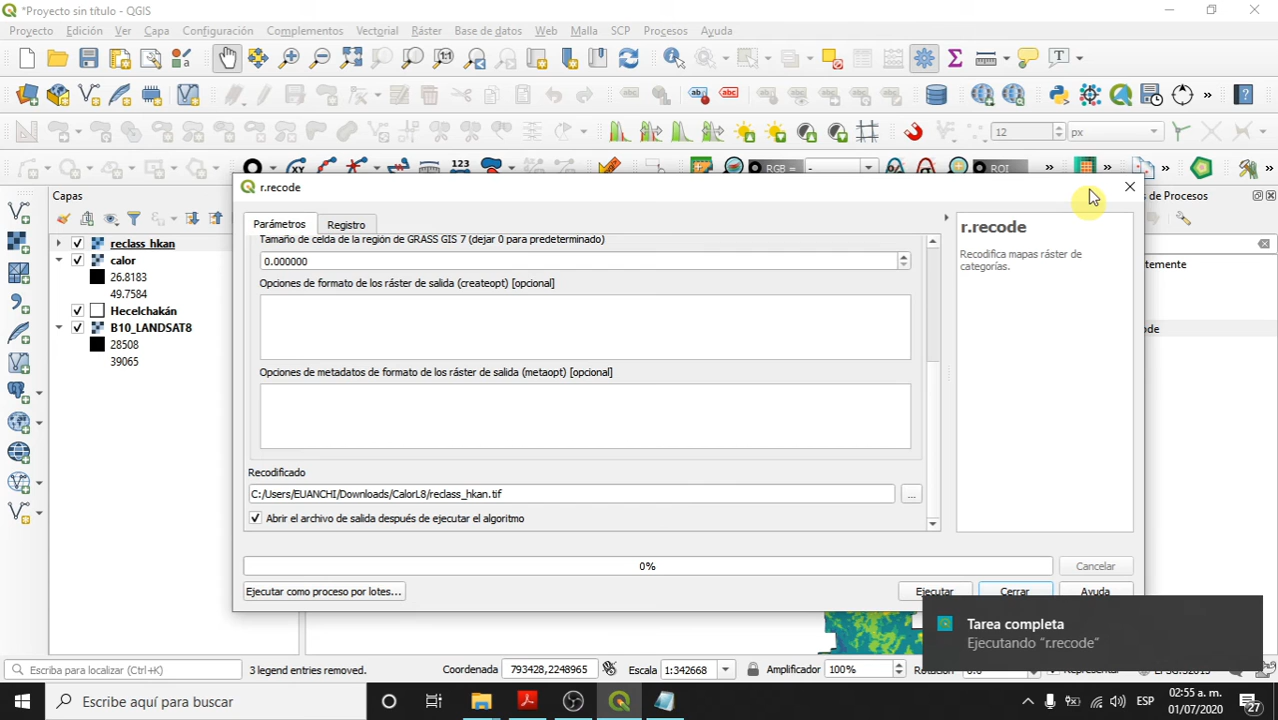 *Proyecto sin título - QGIS
Proyecto Edición Ver Capa Configuración Complementos Vectorial Ráster Base de datos Web Malla SCP Procesos Ayuda
12 px
123 RGB = - ROI
r.recode
Capas
de Procesos
Parámetros Registro
r.recode
Recodifica mapas ráster de
categorías.
Tamaño de celda de la región de GRASS GIS 7 (dejar 0 para predeterminado)
0.000000
Opciones de formato de los ráster de salida (createopt) [opcional]
Opciones de metadatos de formato de los ráster de salida (metaopt) [opcional]
Recodificado
C:/Users/EUANCHI/Downloads/CalorL8/reclass_hkan.tif
...
Abrir el archivo de salida después de ejecutar el algoritmo
0%
Cancelar
Ejecutar como proceso por lotes...
Ejecutar Cerrar Ayuda
reclass_hkan
calor
26.8183
49.7584
Hecelchakán
B10_LANDSAT8
28508
39065
Tarea completa
Ejecutando "r.recode"
Escriba para localizar (Ctrl+K)
3 legend entries removed.
Coordenada 793428,2248965
Escala 1:342668
Amplificador 100%
Escribe aquí para buscar
ESP
02:55 a. m.
01/07/2020
27